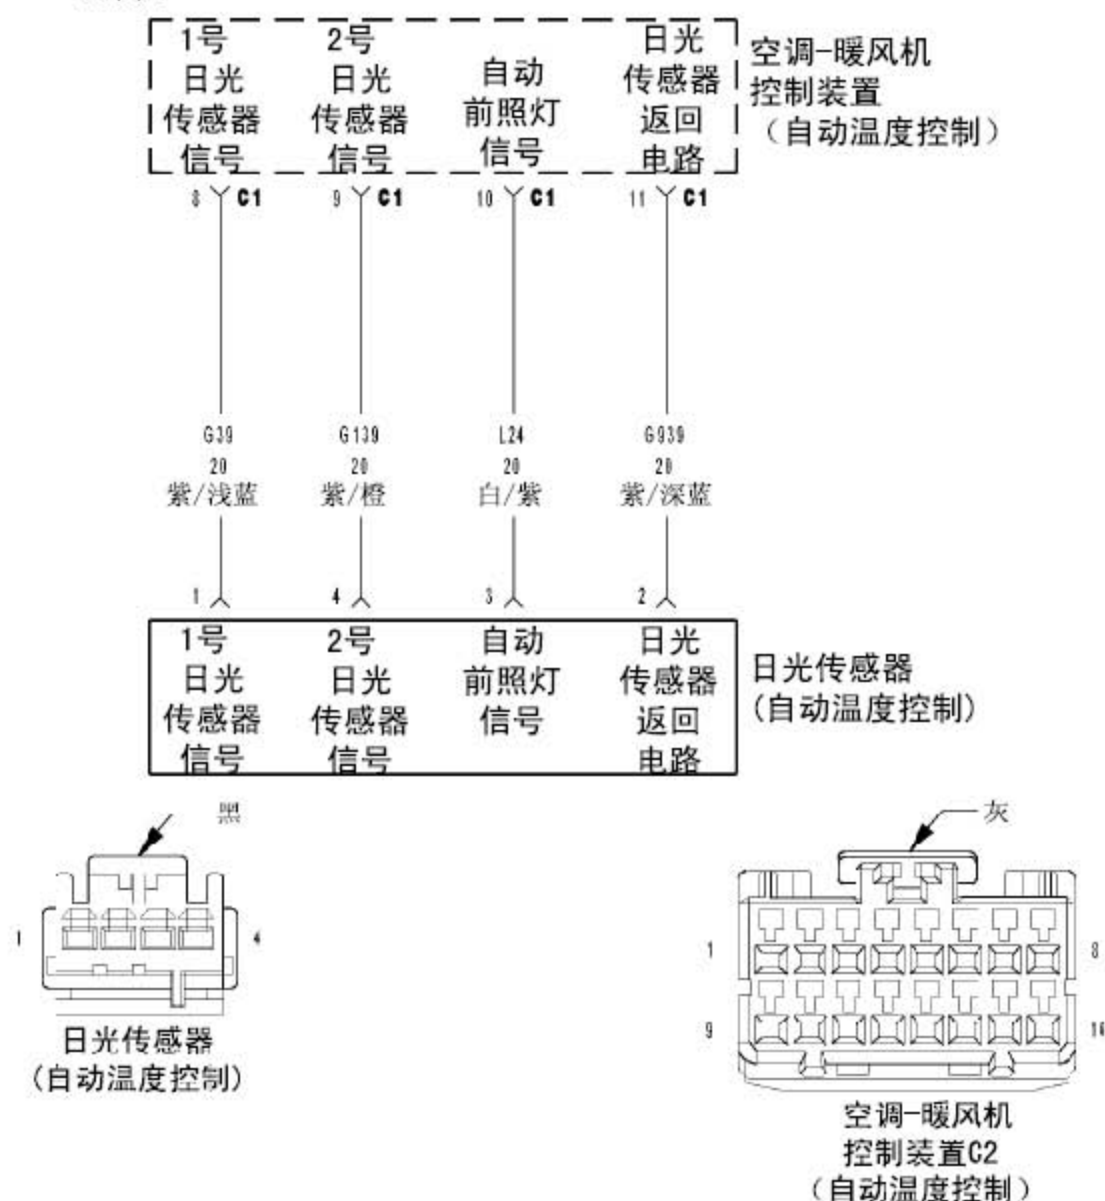 1号
日光
传感器
信号
2号
日光
传感器
信号
自动
前照灯
信号
日光
传感器
返回
电路
空调-暖风机
控制装置
（自动温度控制）
8 C1
9 C1
10 C1
11 C1
G39
20
紫/浅蓝
G139
20
紫/橙
L24
20
白/紫
G939
20
紫/深蓝
1
4
3
2
1号
日光
传感器
信号
2号
日光
传感器
信号
自动
前照灯
信号
日光
传感器
返回
电路
日光传感器
(自动温度控制)
黑
1
4
日光传感器
(自动温度控制)
灰
1
8
9
16
空调-暖风机
控制装置C2
（自动温度控制）